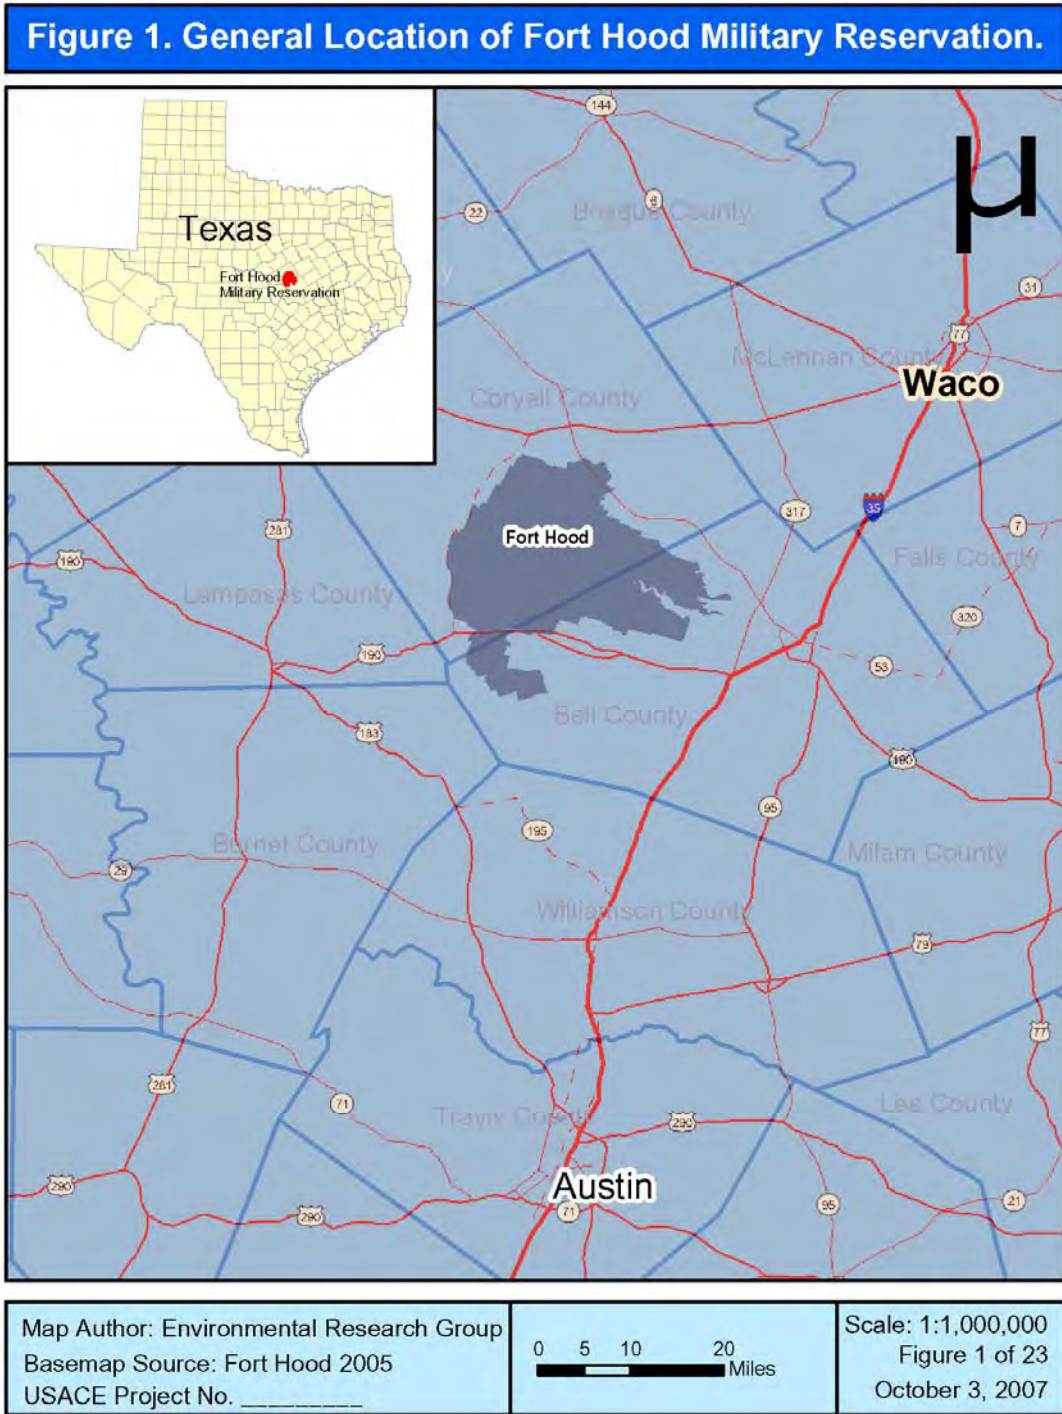 Figure 1. General Location of Fort Hood Military Reservation.
Texas
Fort Hood
Military Reservation
µ
144
6
22
Bosque County
31
77
McLennan County
Waco
Coryell County
317
35
7
281
Fort Hood
190
Falls County
Lampasas County
320
190
53
Bell County
183
190
95
195
Burnet County
29
Milam County
Williamson County
79
77
281
71
Travis County
290
Lee County
290
Austin
290
71
95
21
Map Author: Environmental Research Group
Basemap Source: Fort Hood 2005
USACE Project No. _________
0 5 10 20
Miles
Scale: 1:1,000,000
Figure 1 of 23
October 3, 2007